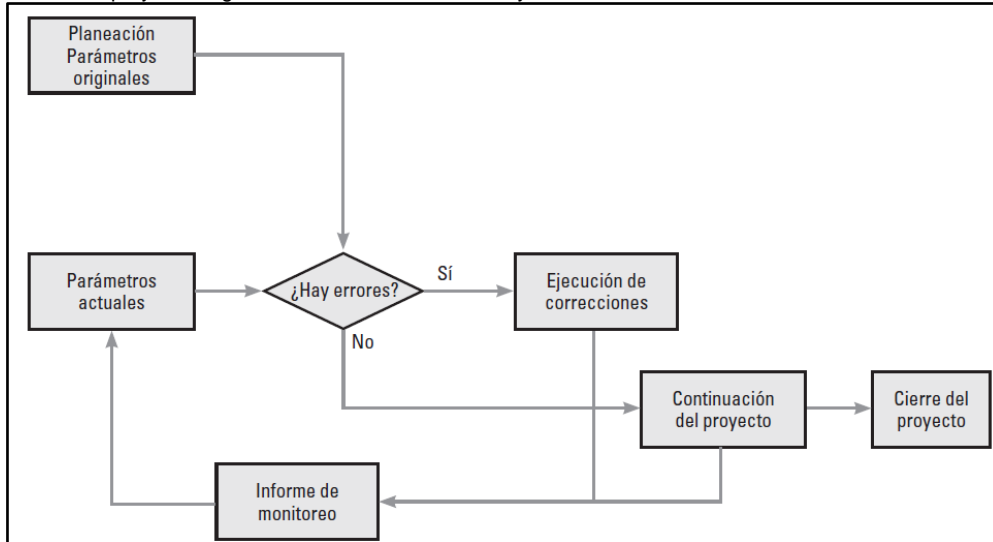 Planeación
Parámetros
originales
Parámetros
actuales
¿Hay errores?
Sí
No
Ejecución de
correcciones
Continuación
del proyecto
Cierre del
proyecto
Informe de
monitoreo